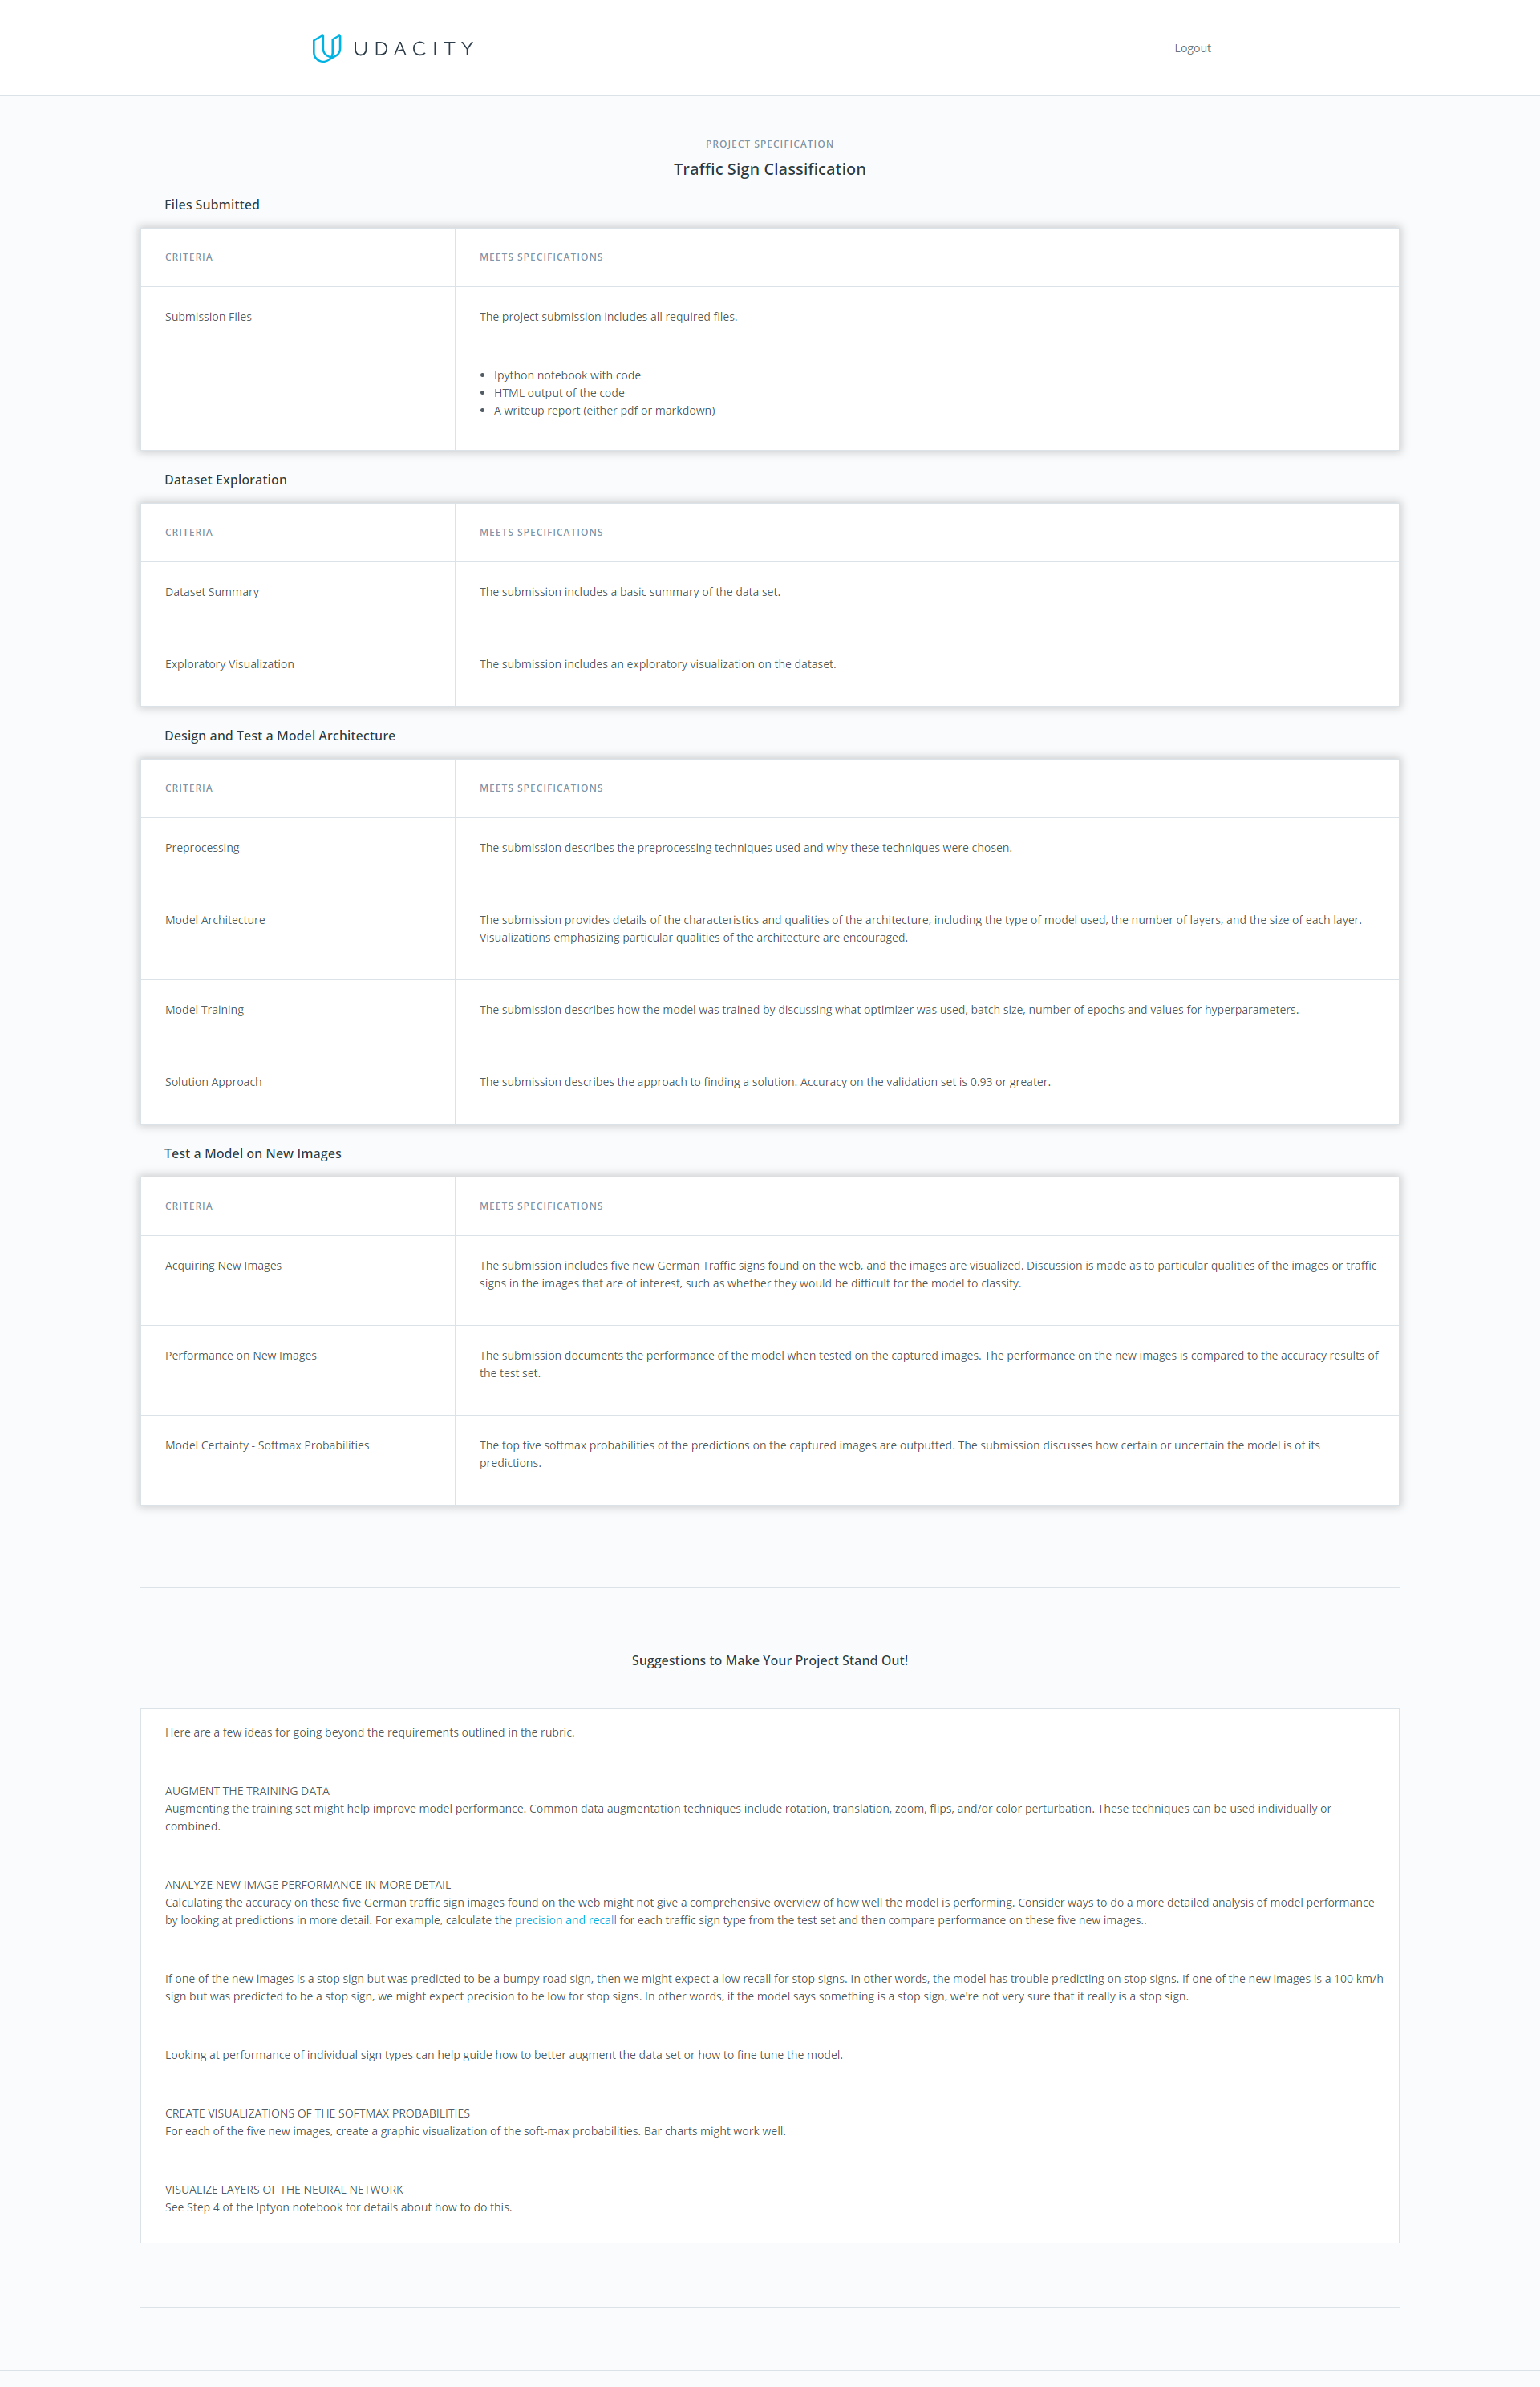 UDACITY
Logout
PROJECT SPECIFICATION
Traffic Sign Classification
Files Submitted
CRITERIA
MEETS SPECIFICATIONS
Submission Files
The project submission includes all required files.
• Ipython notebook with code
• HTML output of the code
• A writeup report (either pdf or markdown)
Dataset Exploration
CRITERIA
MEETS SPECIFICATIONS
Dataset Summary
The submission includes a basic summary of the data set.
Exploratory Visualization
The submission includes an exploratory visualization on the dataset.
Design and Test a Model Architecture
CRITERIA
MEETS SPECIFICATIONS
Preprocessing
The submission describes the preprocessing techniques used and why these techniques were chosen.
Model Architecture
The submission provides details of the characteristics and qualities of the architecture, including the type of model used, the number of layers, and the size of each layer.
Visualizations emphasizing particular qualities of the architecture are encouraged.
Model Training
The submission describes how the model was trained by discussing what optimizer was used, batch size, number of epochs and values for hyperparameters.
Solution Approach
The submission describes the approach to finding a solution. Accuracy on the validation set is 0.93 or greater.
Test a Model on New Images
CRITERIA
MEETS SPECIFICATIONS
Acquiring New Images
The submission includes five new German Traffic signs found on the web, and the images are visualized. Discussion is made as to particular qualities of the images or traffic
signs in the images that are of interest, such as whether they would be difficult for the model to classify.
Performance on New Images
The submission documents the performance of the model when tested on the captured images. The performance on the new images is compared to the accuracy results of
the test set.
Model Certainty - Softmax Probabilities
The top five softmax probabilities of the predictions on the captured images are outputted. The submission discusses how certain or uncertain the model is of its
predictions.
Suggestions to Make Your Project Stand Out!
Here are a few ideas for going beyond the requirements outlined in the rubric.
AUGMENT THE TRAINING DATA
Augmenting the training set might help improve model performance. Common data augmentation techniques include rotation, translation, zoom, flips, and/or color perturbation. These techniques can be used individually or
combined.
ANALYZE NEW IMAGE PERFORMANCE IN MORE DETAIL
Calculating the accuracy on these five German traffic sign images found on the web might not give a comprehensive overview of how well the model is performing. Consider ways to do a more detailed analysis of model performance
by looking at predictions in more detail. For example, calculate the precision and recall for each traffic sign type from the test set and then compare performance on these five new images..
If one of the new images is a stop sign but was predicted to be a bumpy road sign, then we might expect a low recall for stop signs. In other words, the model has trouble predicting on stop signs. If one of the new images is a 100 km/h
sign but was predicted to be a stop sign, we might expect precision to be low for stop signs. In other words, if the model says something is a stop sign, we're not very sure that it really is a stop sign.
Looking at performance of individual sign types can help guide how to better augment the data set or how to fine tune the model.
CREATE VISUALIZATIONS OF THE SOFTMAX PROBABILITIES
For each of the five new images, create a graphic visualization of the soft-max probabilities. Bar charts might work well.
VISUALIZE LAYERS OF THE NEURAL NETWORK
See Step 4 of the Iptyon notebook for details about how to do this.